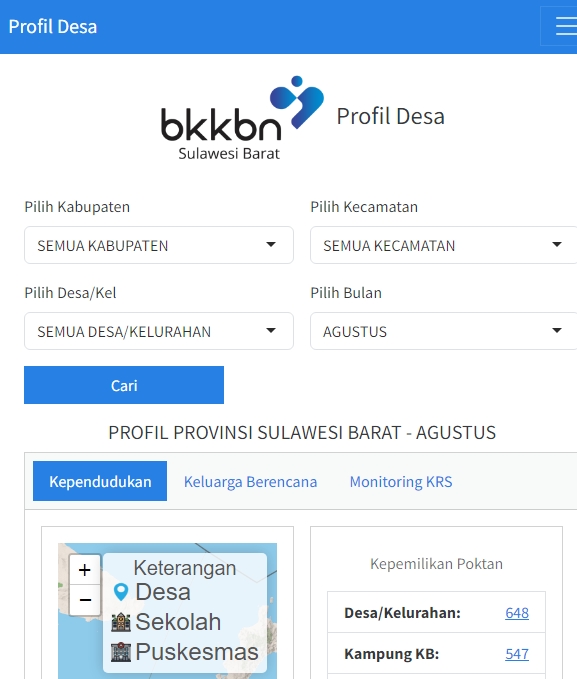 Profil Desa
bkkbn
Sulawesi Barat
Profil Desa
Pilih Kabupaten
Pilih Kecamatan
SEMUA KABUPATEN
SEMUA KECAMATAN
Pilih Desa/Kel
Pilih Bulan
SEMUA DESA/KELURAHAN
AGUSTUS
Cari
PROFIL PROVINSI SULAWESI BARAT - AGUSTUS
Kependudukan
Keluarga Berencana
Monitoring KRS
+
−
Keterangan
Desa
Sekolah
Puskesmas
Kepemilikan Poktan
Desa/Kelurahan: 648
Kampung KB: 547